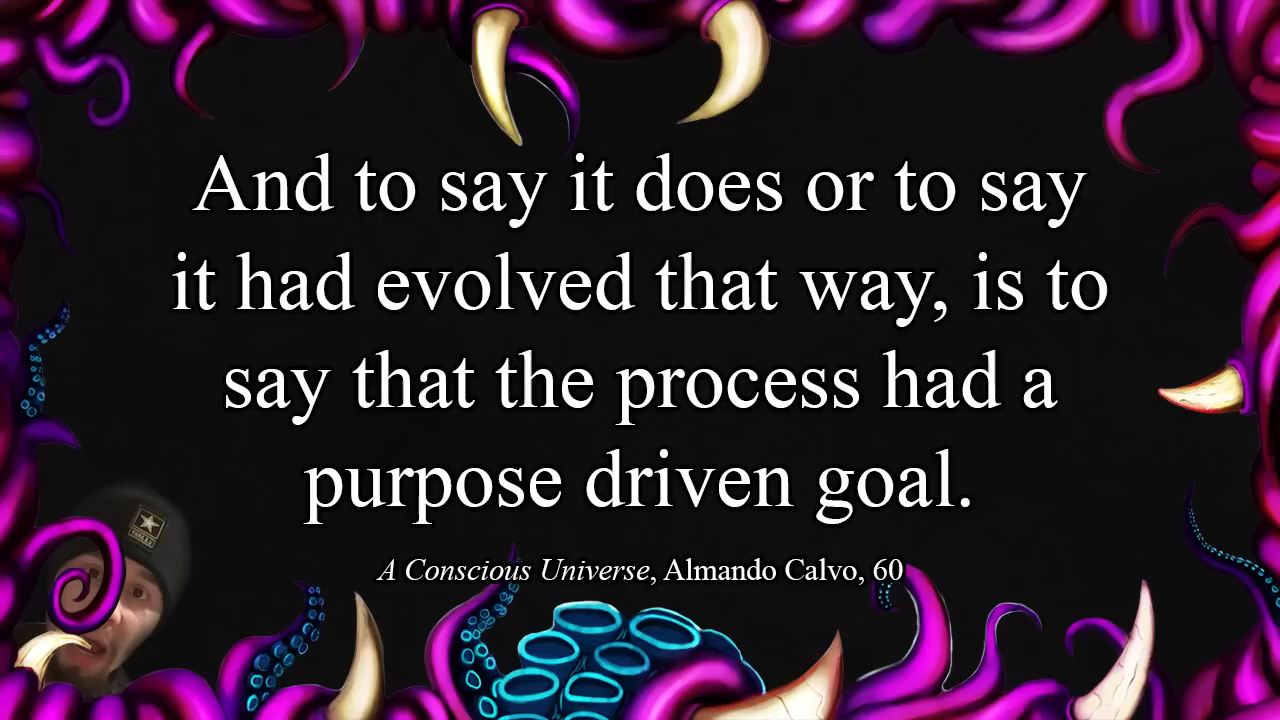 And to say it does or to say
it had evolved that way, is to
say that the process had a
purpose driven goal.
A Conscious Universe, Almando Calvo, 60